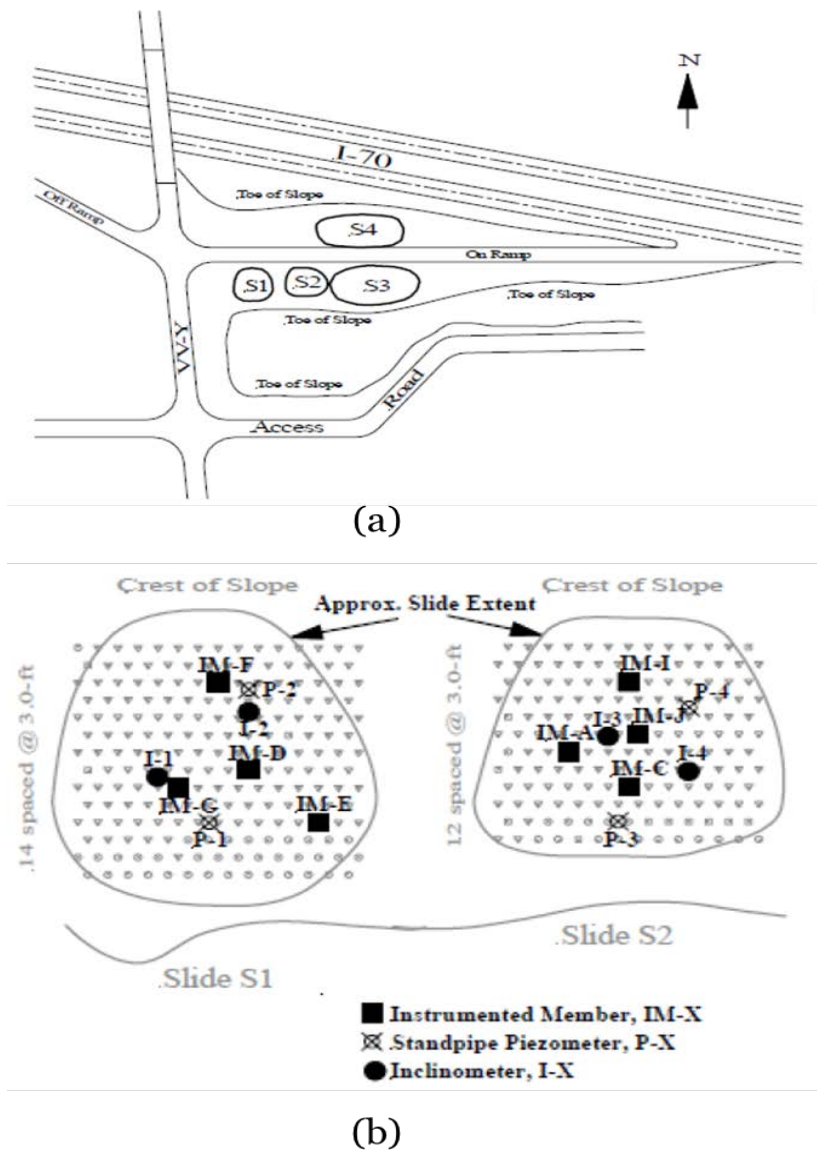 N
I-70
Toe of Slope
Off Ramp
S4
On Ramp
S1
S2
S3
Toe of Slope
Toe of Slope
VV-Y
Toe of Slope
Road
Access
(a)
Crest of Slope
Crest of Slope
Approx. Slide Extent
14 spaced @ 3.0-ft
12 spaced @ 3.0-ft
IM-F
P-2
I-2
IM-D
I-1
IM-G
IM-E
P-1
IM-I
P-4
I-3
IM-J
IM-A
I-4
IM-C
P-3
Slide S2
Slide S1
Instrumented Member, IM-X
Standpipe Piezometer, P-X
Inclinometer, I-X
(b)